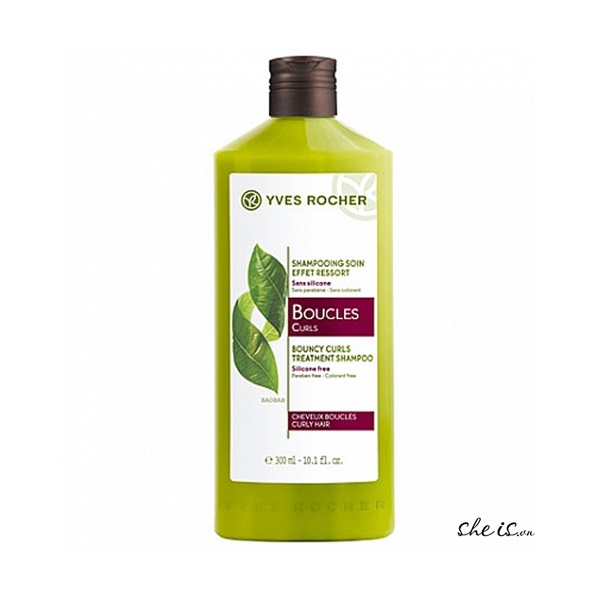 YVES ROCHER
SHAMPOOING SOIN
EFFET RESSORT
Sans silicone
Sans parabène - Sans colorant
BOUCLES
CURLS
BOUNCY CURLS
TREATMENT SHAMPOO
Silicone free
Paraben free - Colorant free
BAOBAB
CHEVEUX BOUCLÉS
CURLY HAIR
℮ 300 ml - 10.1 fl. oz.
YVES ROCHER
she is.vn